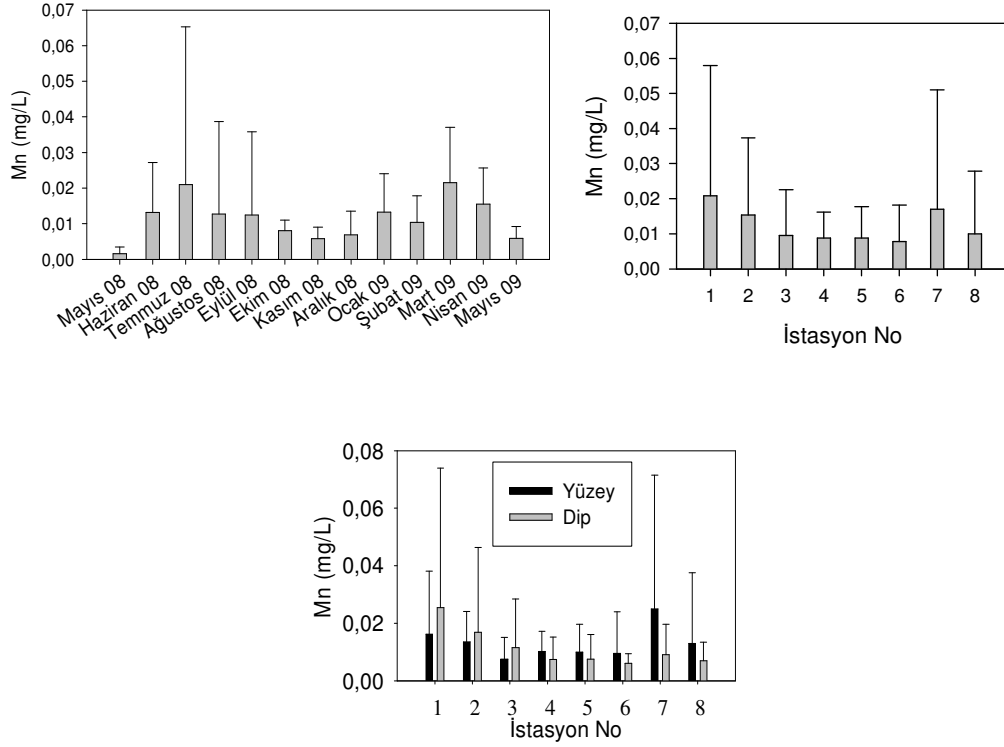 Mn (mg/L)
0,07
0,06
0,05
0,04
0,03
0,02
0,01
0,00
Mayıs 08
Haziran 08
Temmuz 08
Ağustos 08
Eylül 08
Ekim 08
Kasım 08
Aralık 08
Ocak 09
Şubat 09
Mart 09
Nisan 09
Mayıs 09
Mn (mg/L)
0,07
0,06
0,05
0,04
0,03
0,02
0,01
0,00
1 2 3 4 5 6 7 8
İstasyon No
Mn (mg/L)
0,08
0,06
0,04
0,02
0,00
Yüzey
Dip
1 2 3 4 5 6 7 8
İstasyon No